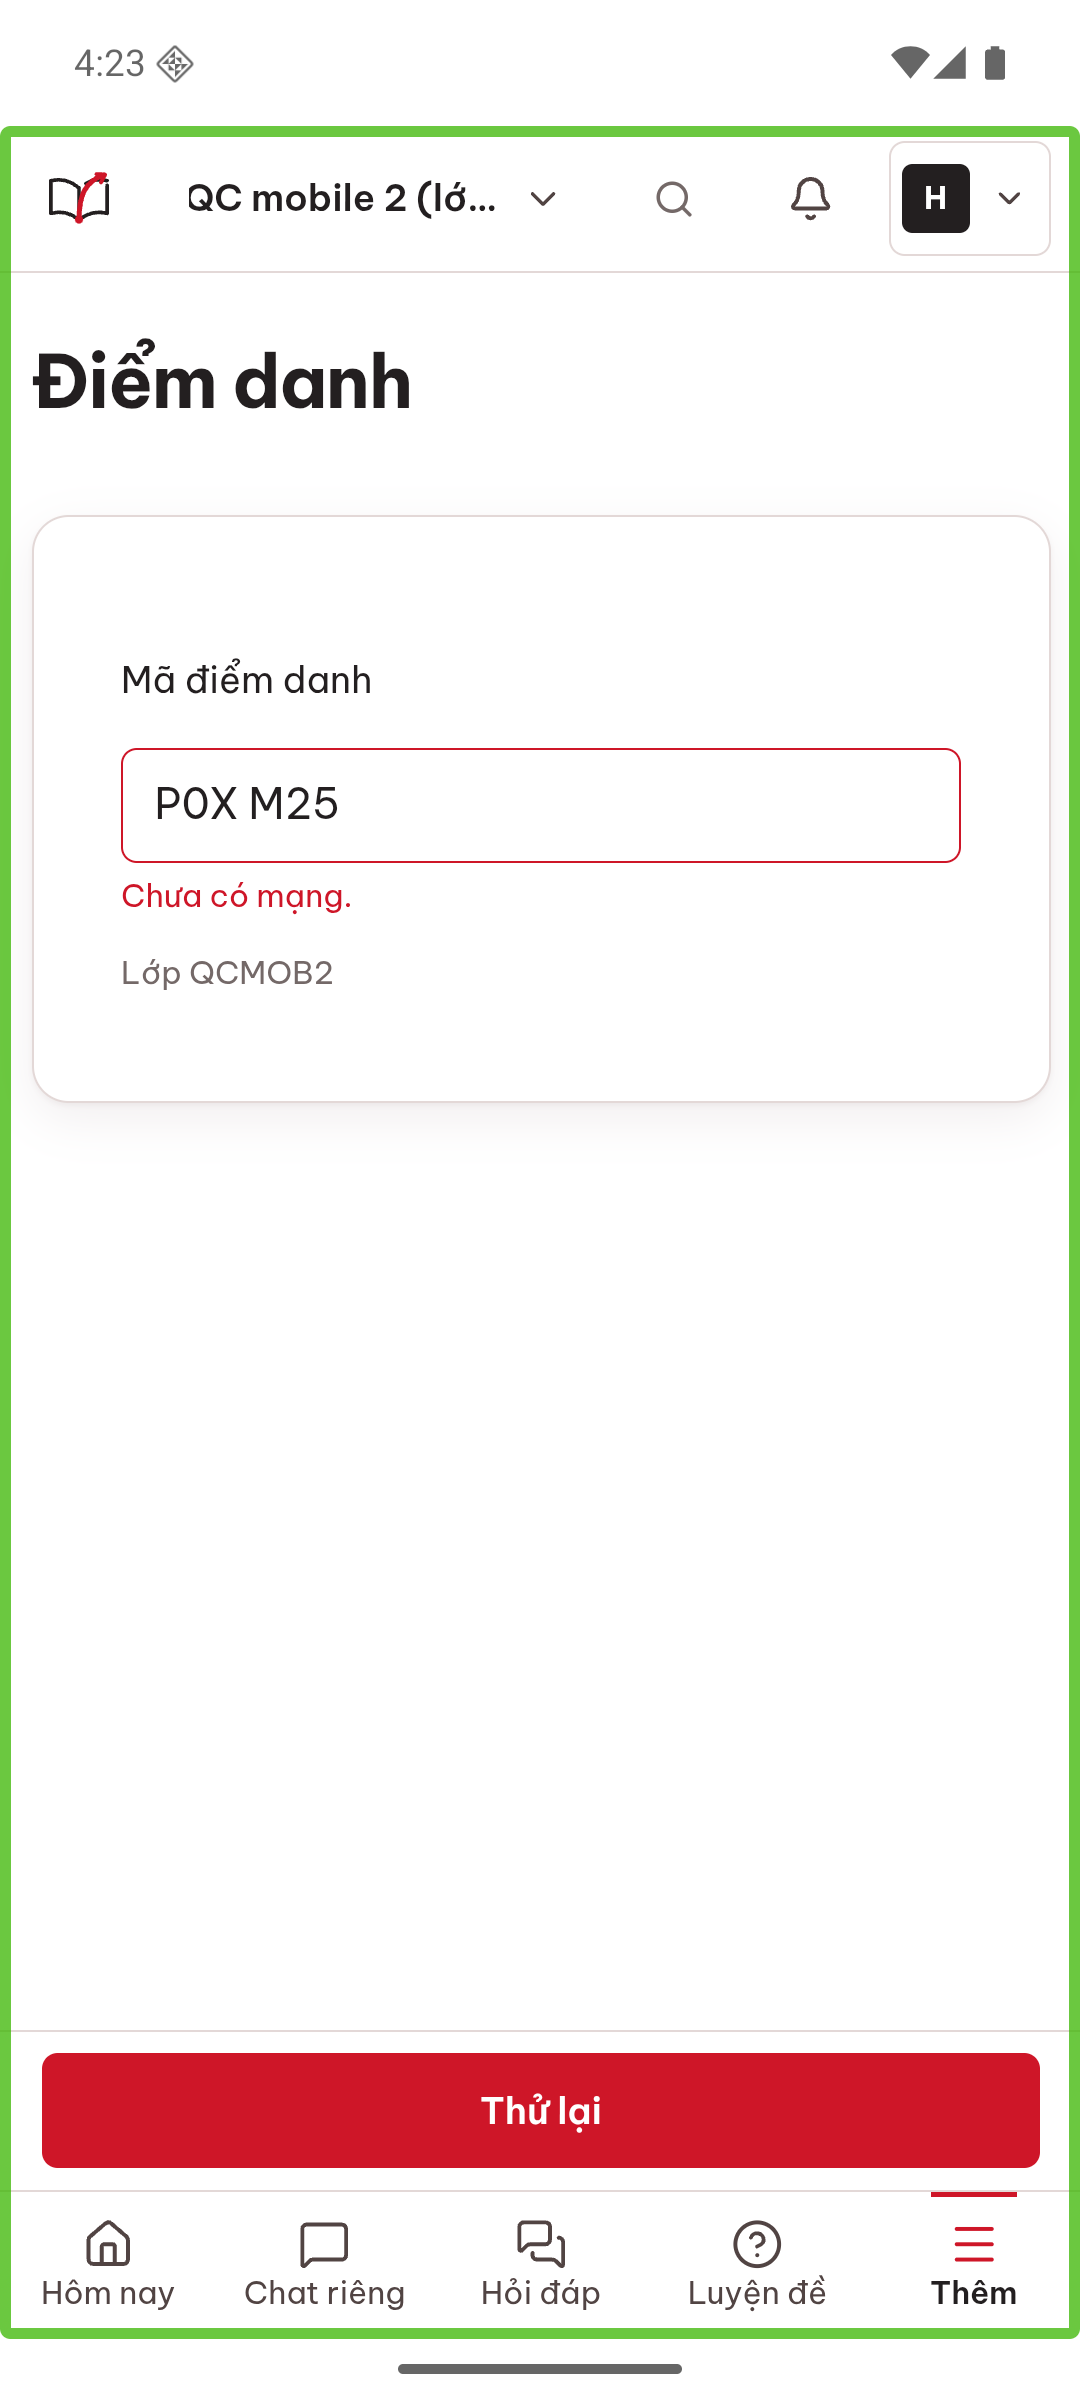 4:23
QC mobile 2 (lớ...
H
Điểm danh
Mã điểm danh
P0X M25
Chưa có mạng.
Lớp QCMOB2
Thử lại
Hôm nay
Chat riêng
Hỏi đáp
Luyện đề
Thêm